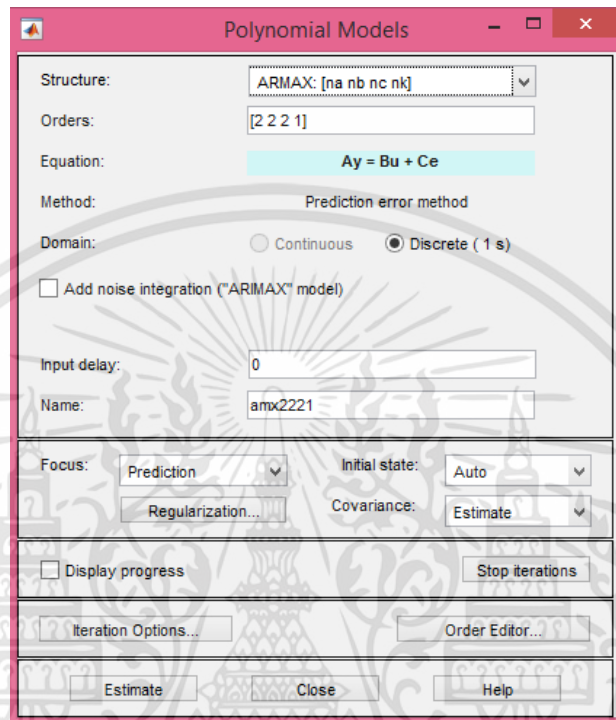 Polynomial Models
Structure: ARMAX: [na nb nc nk]
Orders: [2 2 2 1]
Equation: Ay = Bu + Ce
Method: Prediction error method
Domain: Continuous Discrete ( 1 s)
Add noise integration ("ARIMAX" model)
Input delay: 0
Name: amx2221
Focus: Prediction Initial state: Auto
Regularization... Covariance: Estimate
Display progress Stop iterations
Iteration Options... Order Editor...
Estimate Close Help